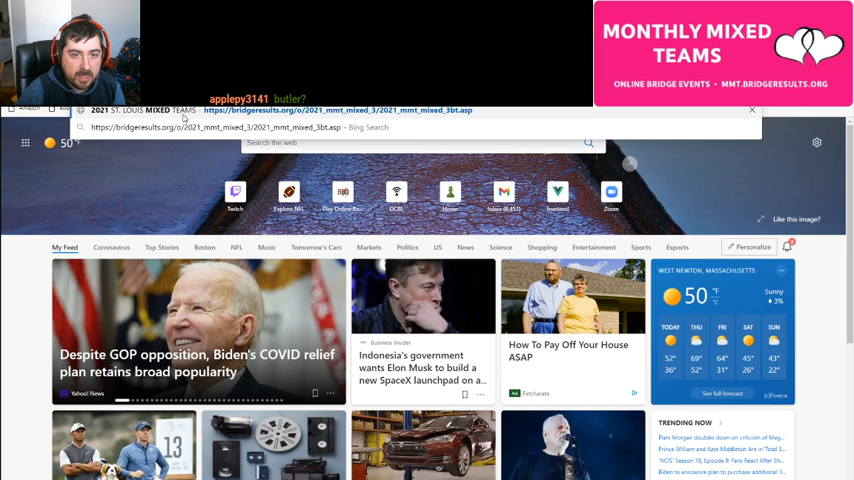 MONTHLY MIXED
TEAMS
ONLINE BRIDGE EVENTS • MMT.BRIDGERESULTS.ORG
applepy3141 butler?
Amazon
2021 ST. LOUIS MIXED TEAMS - https://bridgeresults.org/o/2021_mmt_mixed_3/2021_mmt_mixed_3bt.asp
https://bridgeresults.org/o/2021_mmt_mixed_3/2021_mmt_mixed_3bt.asp - Bing Search
50 °F
Search the web
Twitch
Explore NFL
Play Online Bri...
OCBL
Home
Inbox (8,451)
frontend
Zoom
Like this image?
My Feed
Coronavirus
Top Stories
Boston
NFL
Music
Tomorrow's Cars
Markets
Politics
US
News
Science
Shopping
Entertainment
Sports
Esports
Personalize
Despite GOP opposition, Biden's COVID relief
plan retains broad popularity
Yahoo! News
Business Insider
Indonesia's government
wants Elon Musk to build a
new SpaceX launchpad on a...
How To Pay Off Your House
ASAP
Ad Fetcharate
WEST NEWTON, MASSACHUSETTS
50 °F
°C
Sunny
3%
TODAY THU FRI SAT SUN
52° 69° 64° 45° 43°
36° 52° 31° 26° 22°
See full forecast
(c)Foreca
13
TRENDING NOW
Piers Morgan doubles down on criticism of Meg...
Prince William and Kate Middleton Are in 'Total S...
'NCIS' Season 18, Episode 9: Fans React After Sh...
Biden to announce plan to purchase additional 1...